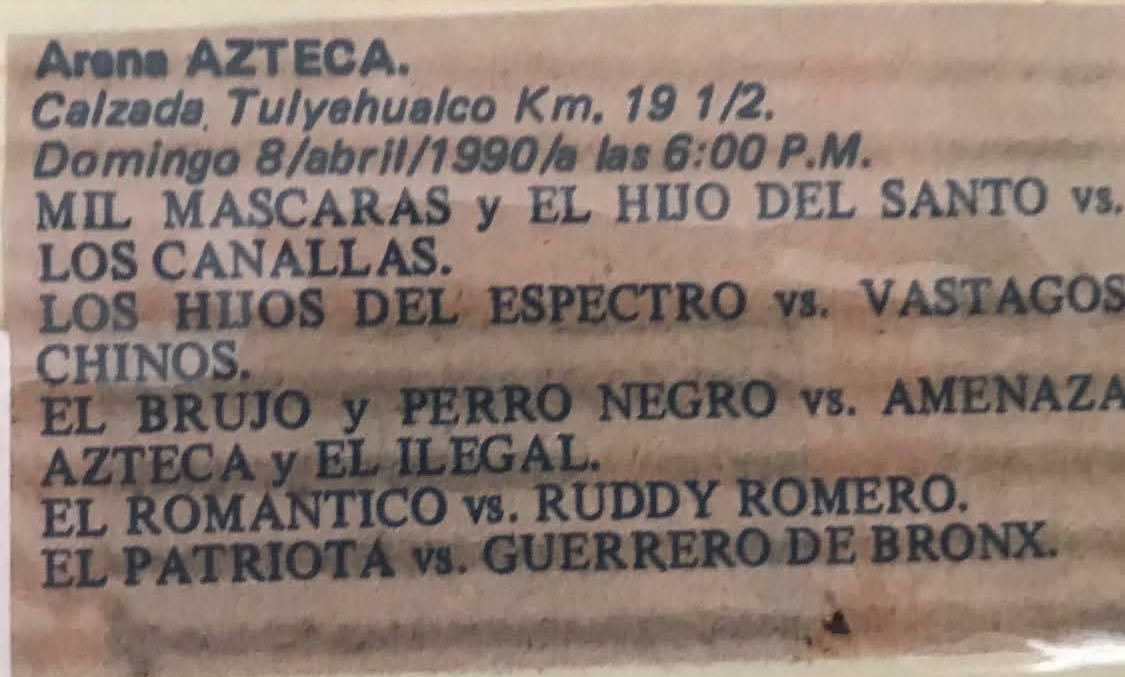 Arena AZTECA.
Calzada Tulyehualco Km. 19 1/2.
Domingo 8/abril/1990/a las 6:00 P.M.
MIL MASCARAS y EL HIJO DEL SANTO vs.
LOS CANALLAS.
LOS HIJOS DEL ESPECTRO vs. VASTAGOS
CHINOS.
EL BRUJO y PERRO NEGRO vs. AMENAZA
AZTECA y EL ILEGAL.
EL ROMANTICO vs. RUDDY ROMERO.
EL PATRIOTA vs. GUERRERO DE BRONX.